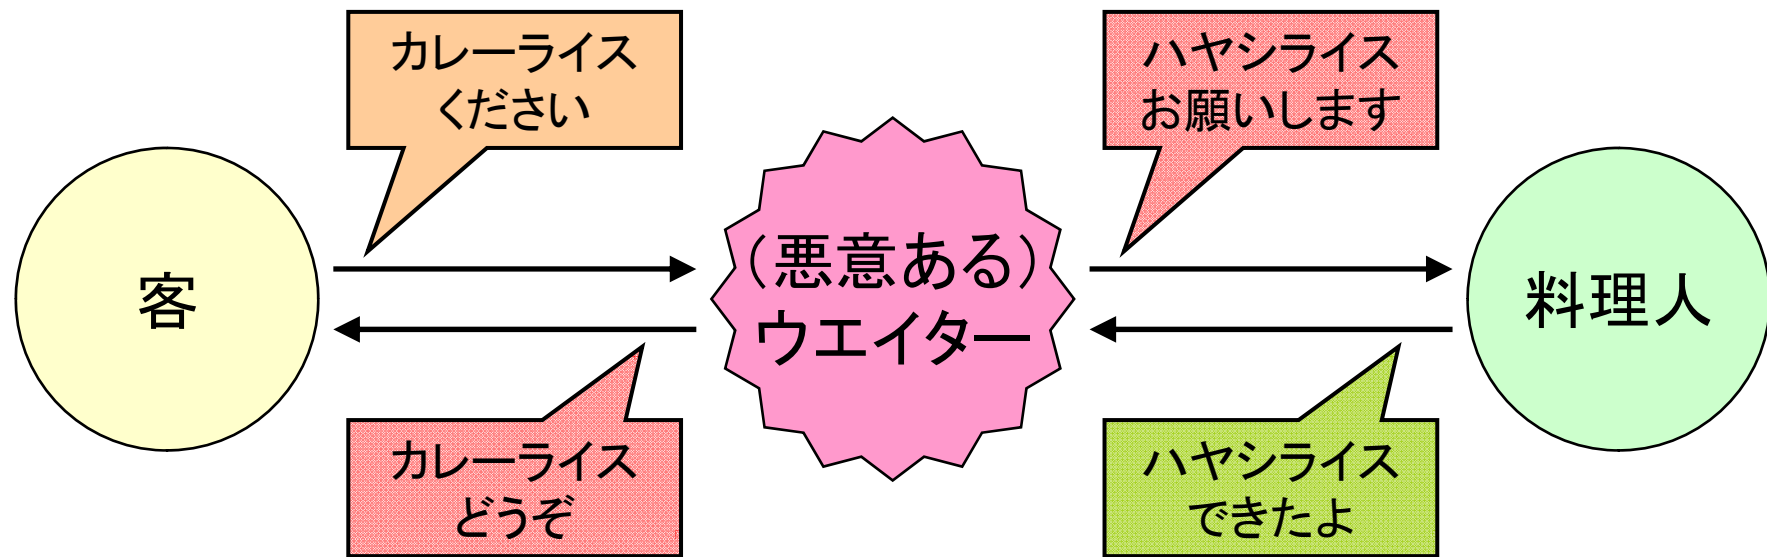 カレーライス
ください
ハヤシライス
お願いします
客
（悪意ある）
ウエイター
料理人
カレーライス
どうぞ
ハヤシライス
できたよ